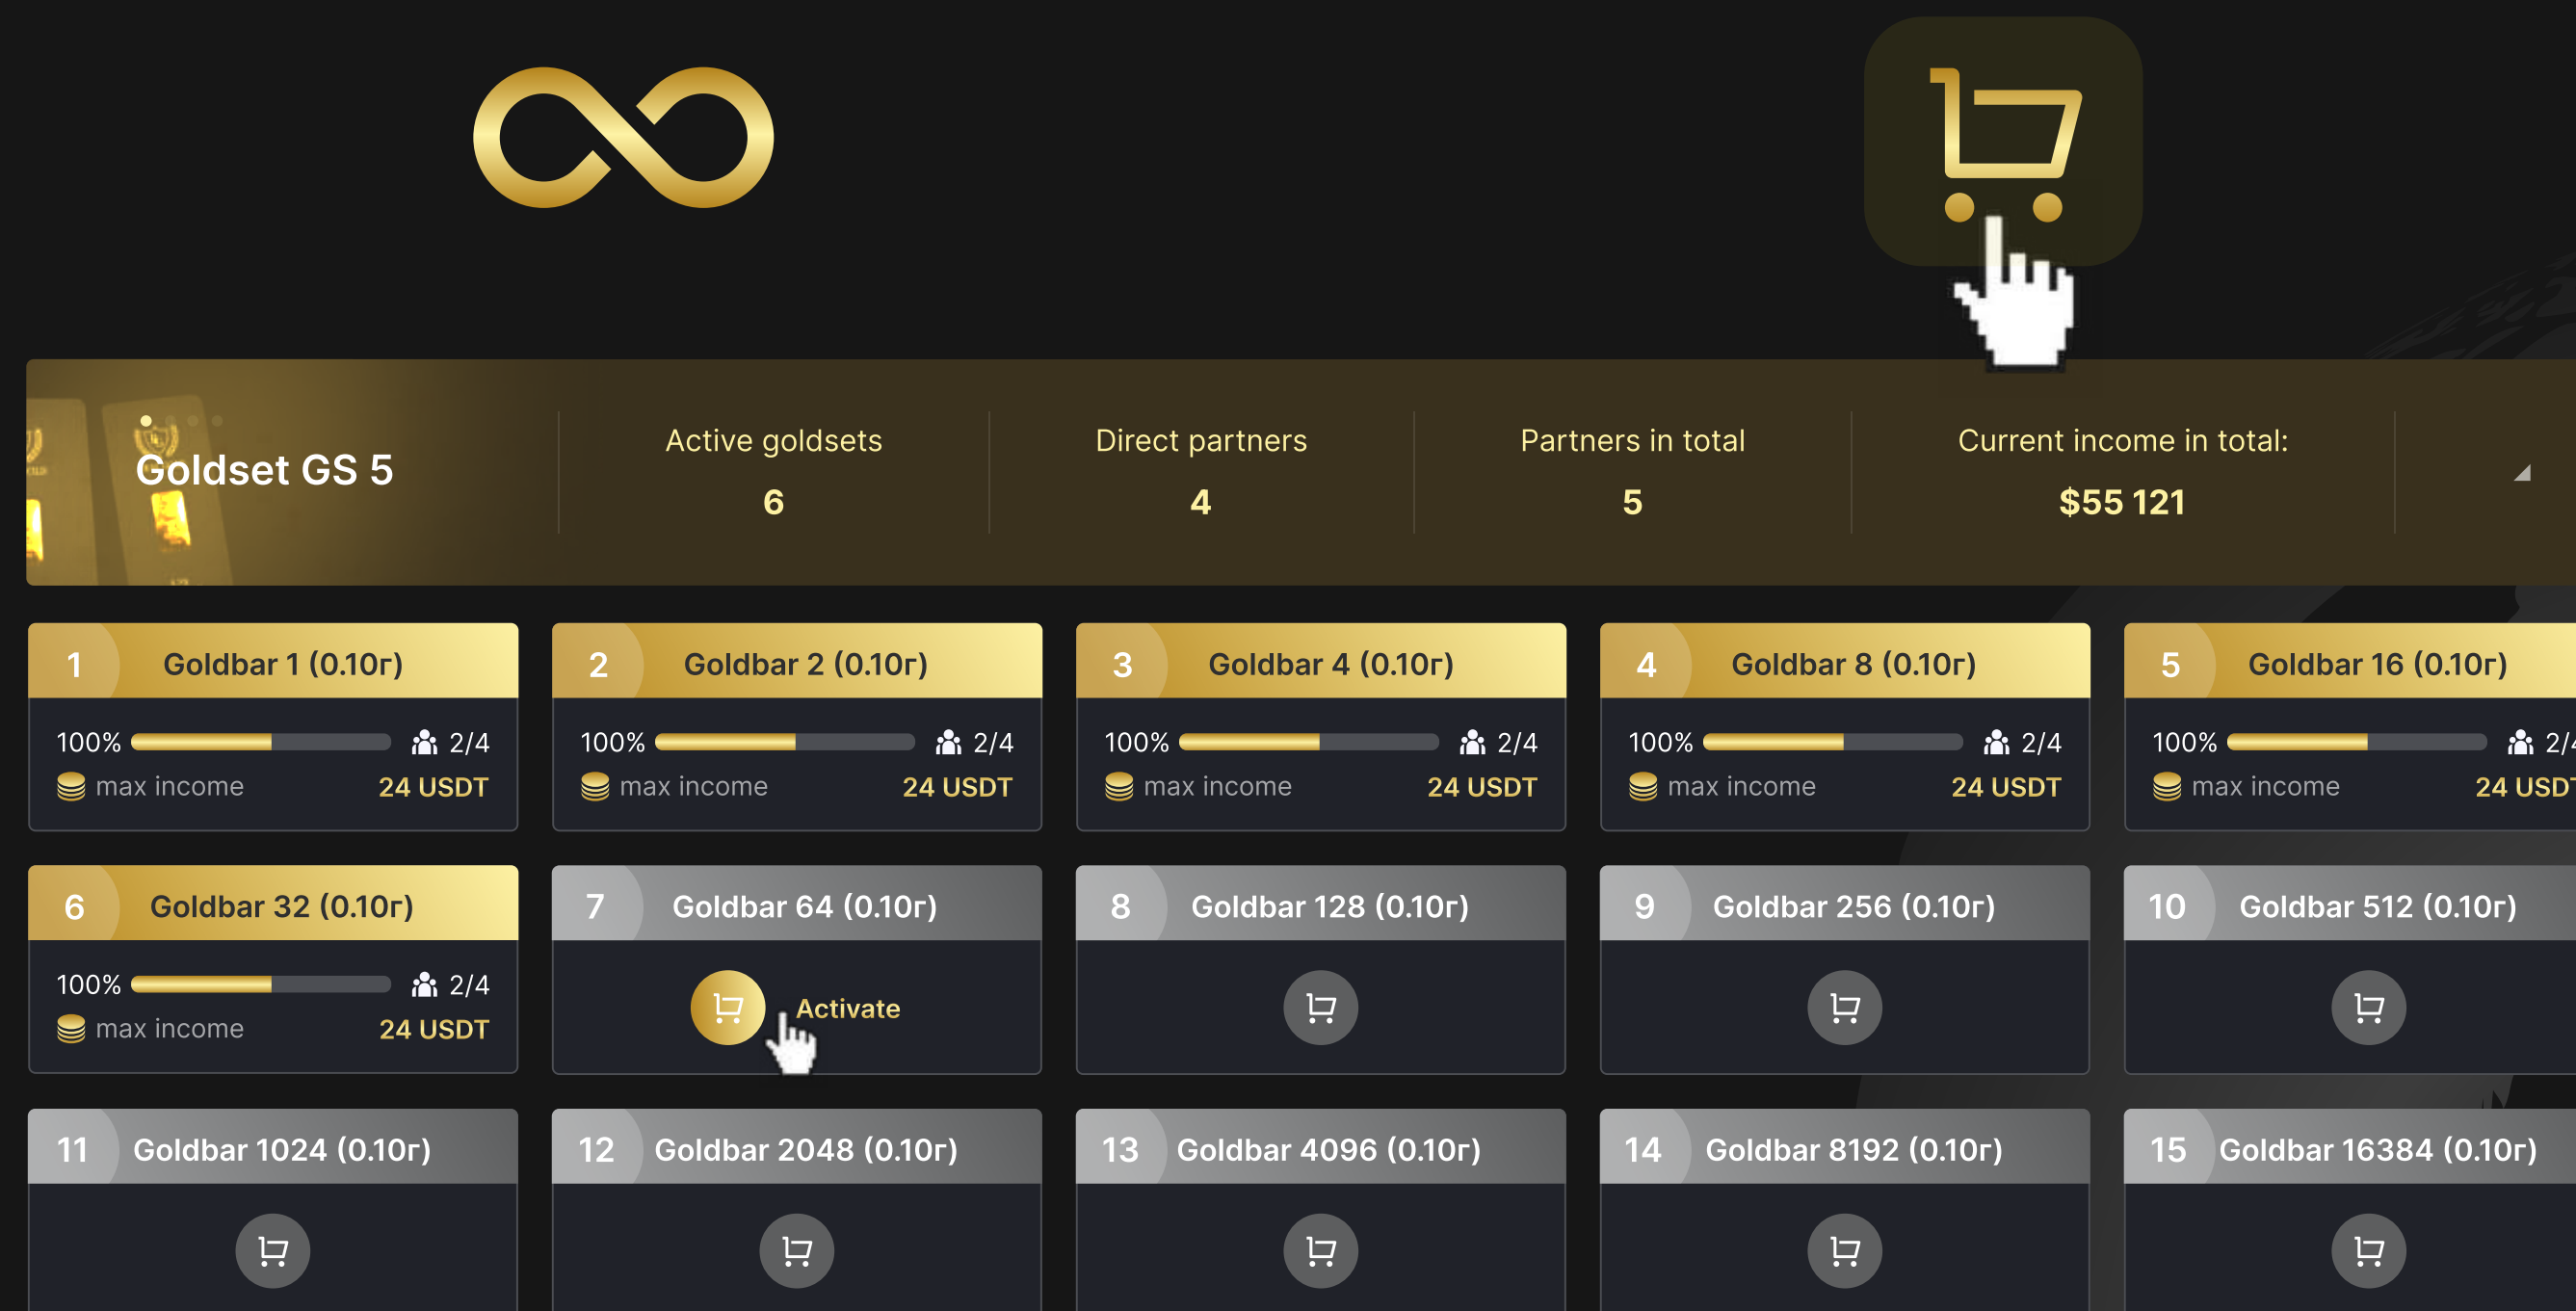 Goldset GS 5
Active goldsets
6
Direct partners
4
Partners in total
5
Current income in total:
$55 121
1 Goldbar 1 (0.10г)
100% 2/4
max income 24 USDT
2 Goldbar 2 (0.10г)
100% 2/4
max income 24 USDT
3 Goldbar 4 (0.10г)
100% 2/4
max income 24 USDT
4 Goldbar 8 (0.10г)
100% 2/4
max income 24 USDT
5 Goldbar 16 (0.10г)
100% 2/4
max income 24 USDT
6 Goldbar 32 (0.10г)
100% 2/4
max income 24 USDT
7 Goldbar 64 (0.10г)
Activate
8 Goldbar 128 (0.10г)
9 Goldbar 256 (0.10г)
10 Goldbar 512 (0.10г)
11 Goldbar 1024 (0.10г)
12 Goldbar 2048 (0.10г)
13 Goldbar 4096 (0.10г)
14 Goldbar 8192 (0.10г)
15 Goldbar 16384 (0.10г)